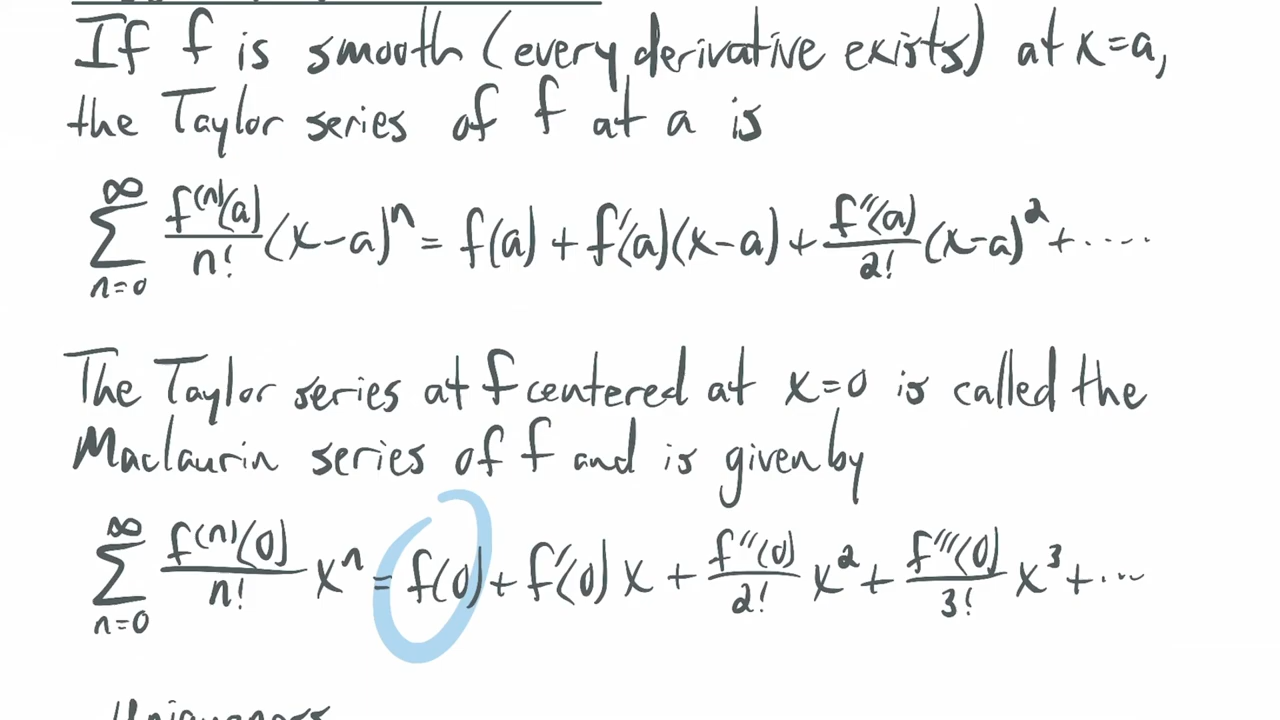 If f is smooth (every derivative exists) at x=a,
the Taylor series of f at a is
∑_{n=0}^{∞} f^{(n)}(a)/n! (x-a)^n = f(a) + f'(a)(x-a) + f''(a)/2! (x-a)^2 + ....
The Taylor series at f centered at x=0 is called the
Maclaurin series of f and is given by
∑_{n=0}^{∞} f^{(n)}(0)/n! x^n = f(0) + f'(0) x + f''(0)/2! x^2 + f'''(0)/3! x^3 + ...
Uniqueness